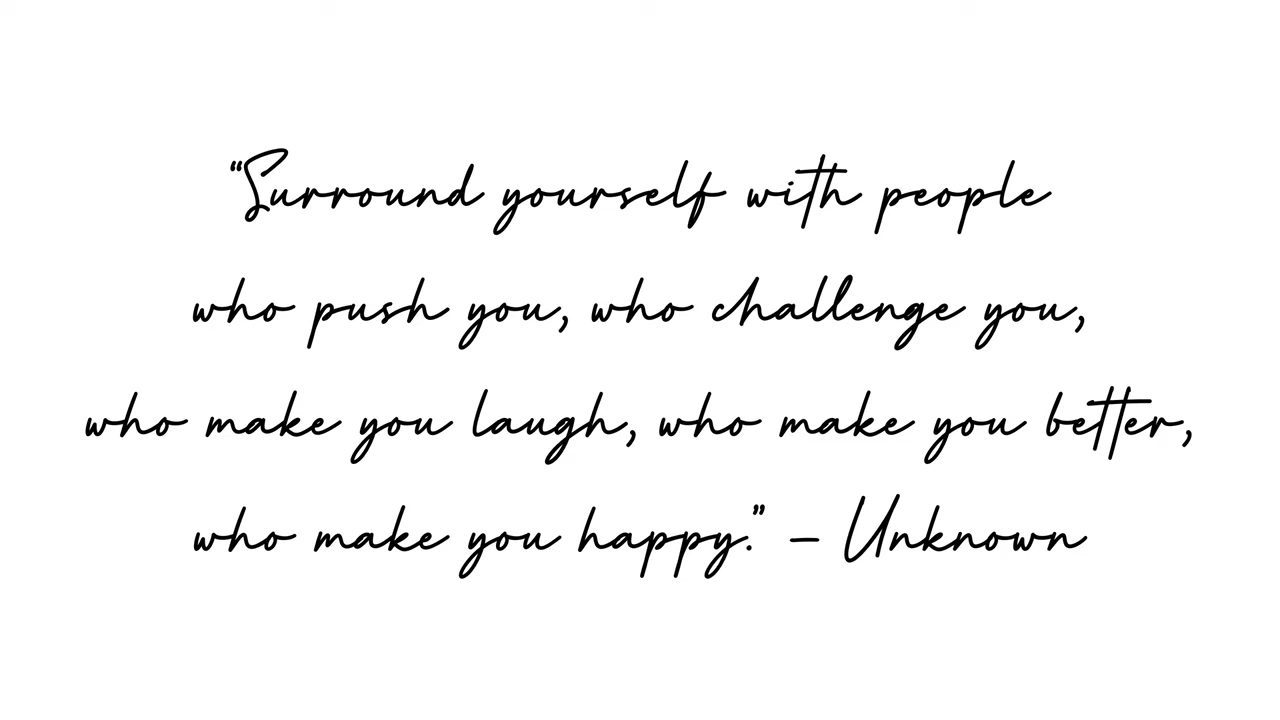 “Surround yourself with people
who push you, who challenge you,
who make you laugh, who make you better,
who make you happy.” – Unknown